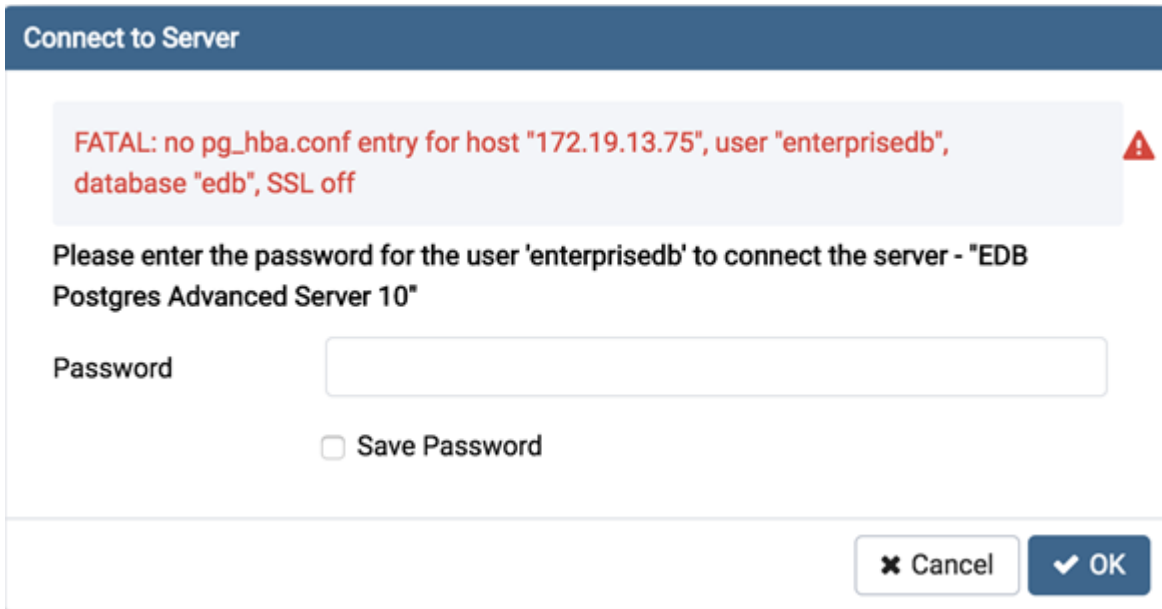 Connect to Server
FATAL: no pg_hba.conf entry for host "172.19.13.75", user "enterprisedb",
database "edb", SSL off
Please enter the password for the user 'enterprisedb' to connect the server - "EDB
Postgres Advanced Server 10"
Password
Save Password
Cancel
OK